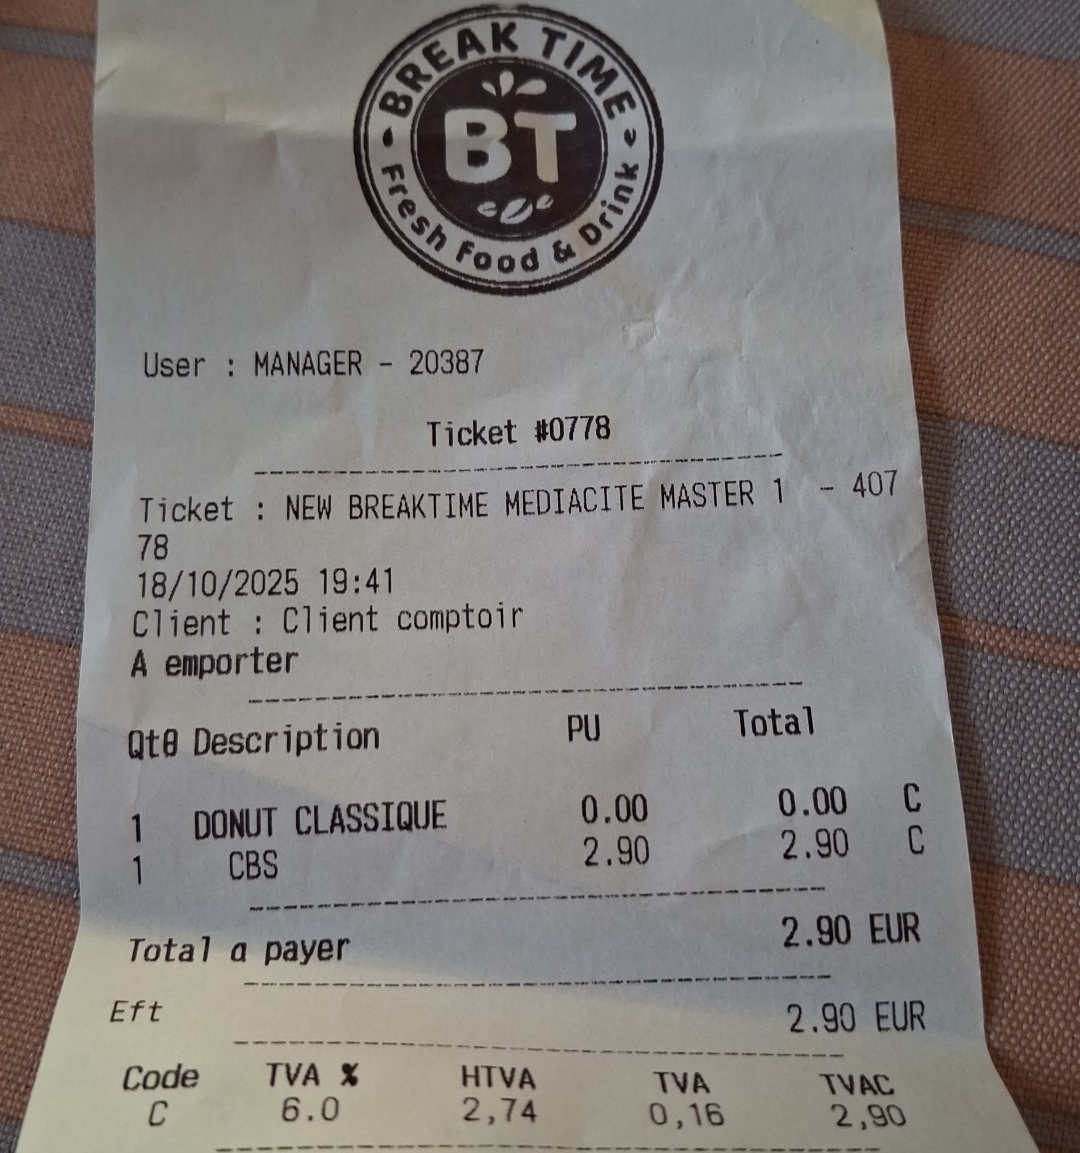 BREAK TIME
BT
Fresh Food & Drink
User : MANAGER - 20387
Ticket #0778
Ticket : NEW BREAKTIME MEDIACITE MASTER 1 - 407
78
18/10/2025 19:41
Client : Client comptoir
A emporter
Qt0 Description PU Total
1 DONUT CLASSIQUE 0.00 0.00 C
1 CBS 2.90 2.90 C
Total a payer 2.90 EUR
Eft 2.90 EUR
Code TVA % HTVA TVA TVAC
C 6.0 2,74 0,16 2,90